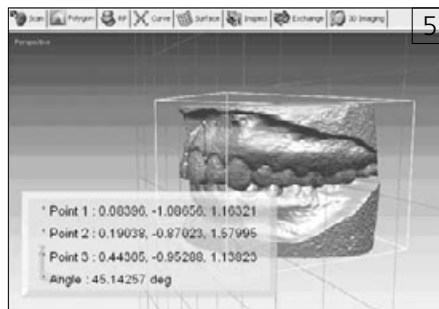 Scan Polygon RP Curve Surface Inspect Exchange 3D Imaging
5
Perspective
Point 1 : 0.08396, -1.08656, 1.16321
Point 2 : 0.19038, -0.87023, 1.57995
Point 3 : 0.44305, -0.95288, 1.13823
Angle : 45.14257 deg